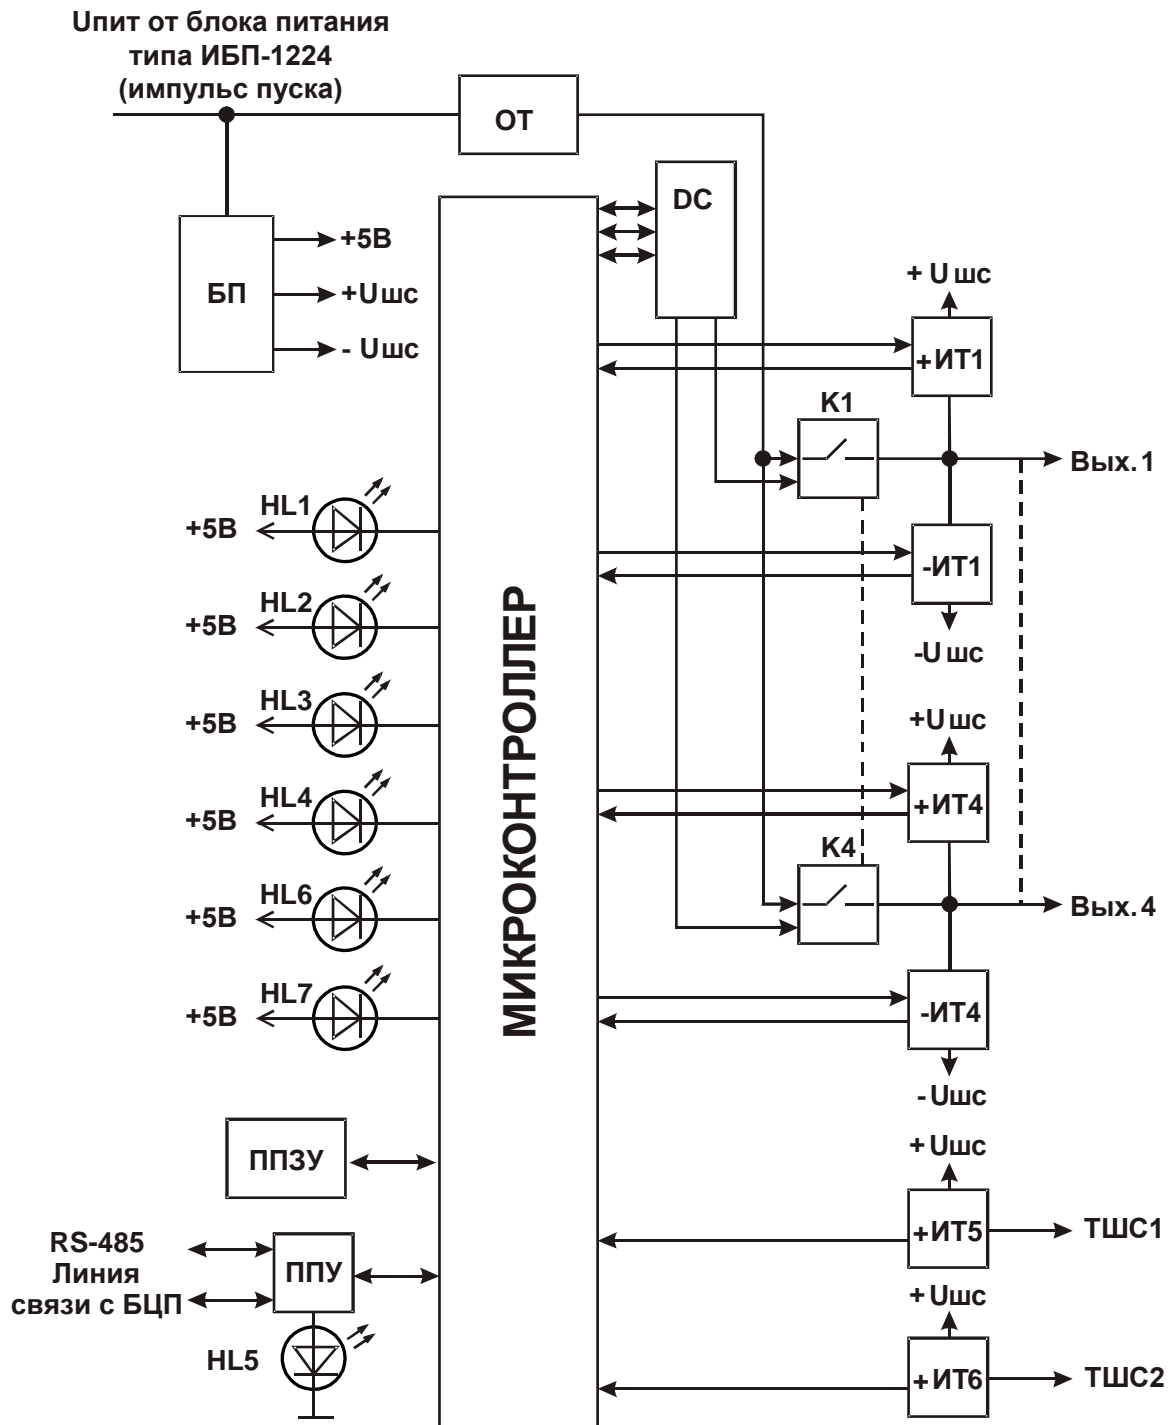 Uпит от блока питания
типа ИБП-1224
(импульс пуска)
ОТ
DC
БП
+5В
+Uшс
- Uшс
+ Uшс
+ИТ1
К1
Вых.1
-ИТ1
-Uшс
HL1
+5В
HL2
+5В
HL3
+5В
HL4
+5В
HL6
+5В
HL7
+5В
МИКРОКОНТРОЛЛЕР
+Uшс
+ИТ4
К4
Вых.4
-ИТ4
- Uшс
ППЗУ
RS-485
Линия
связи с БЦП
ППУ
HL5
+ Uшс
+ИТ5
ТШС1
+ Uшс
+ИТ6
ТШС2